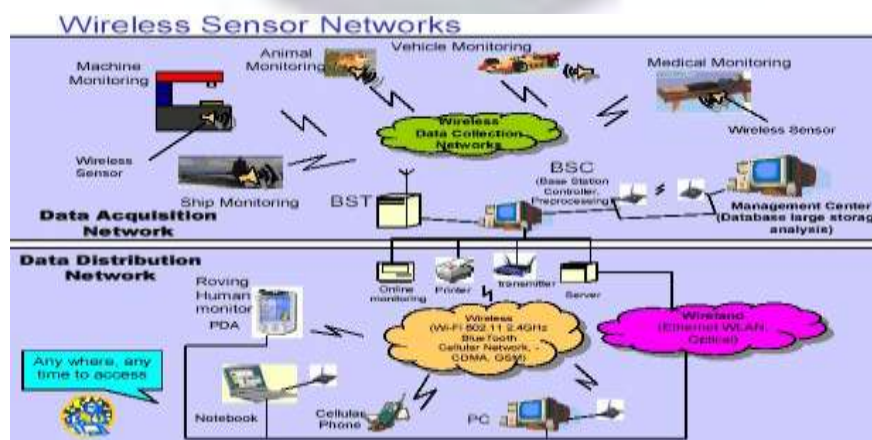 Wireless Sensor Networks
Machine
Monitoring
Animal
Monitoring
Vehicle Monitoring
Medical Monitoring
Wireless
Data Collection
Networks
Wireless Sensor
Wireless
Sensor
Ship Monitoring
BST
BSC
(Base Station
Controller,
Preprocessing)
Management Center
(Database large storage
analysis)
Data Acquisition
Network
Data Distribution
Network
Roving
Human
monitor
PDA
Online
monitoring
Printer
transmitter
Server
Wireless
(Wi-Fi 802.11 2.4GHz
BlueTooth
Cellular Network, -
CDMA, GSM)
(Ethernet WLAN,
Optical)
Any where, any
time to access
Notebook
Cellular
Phone
PC